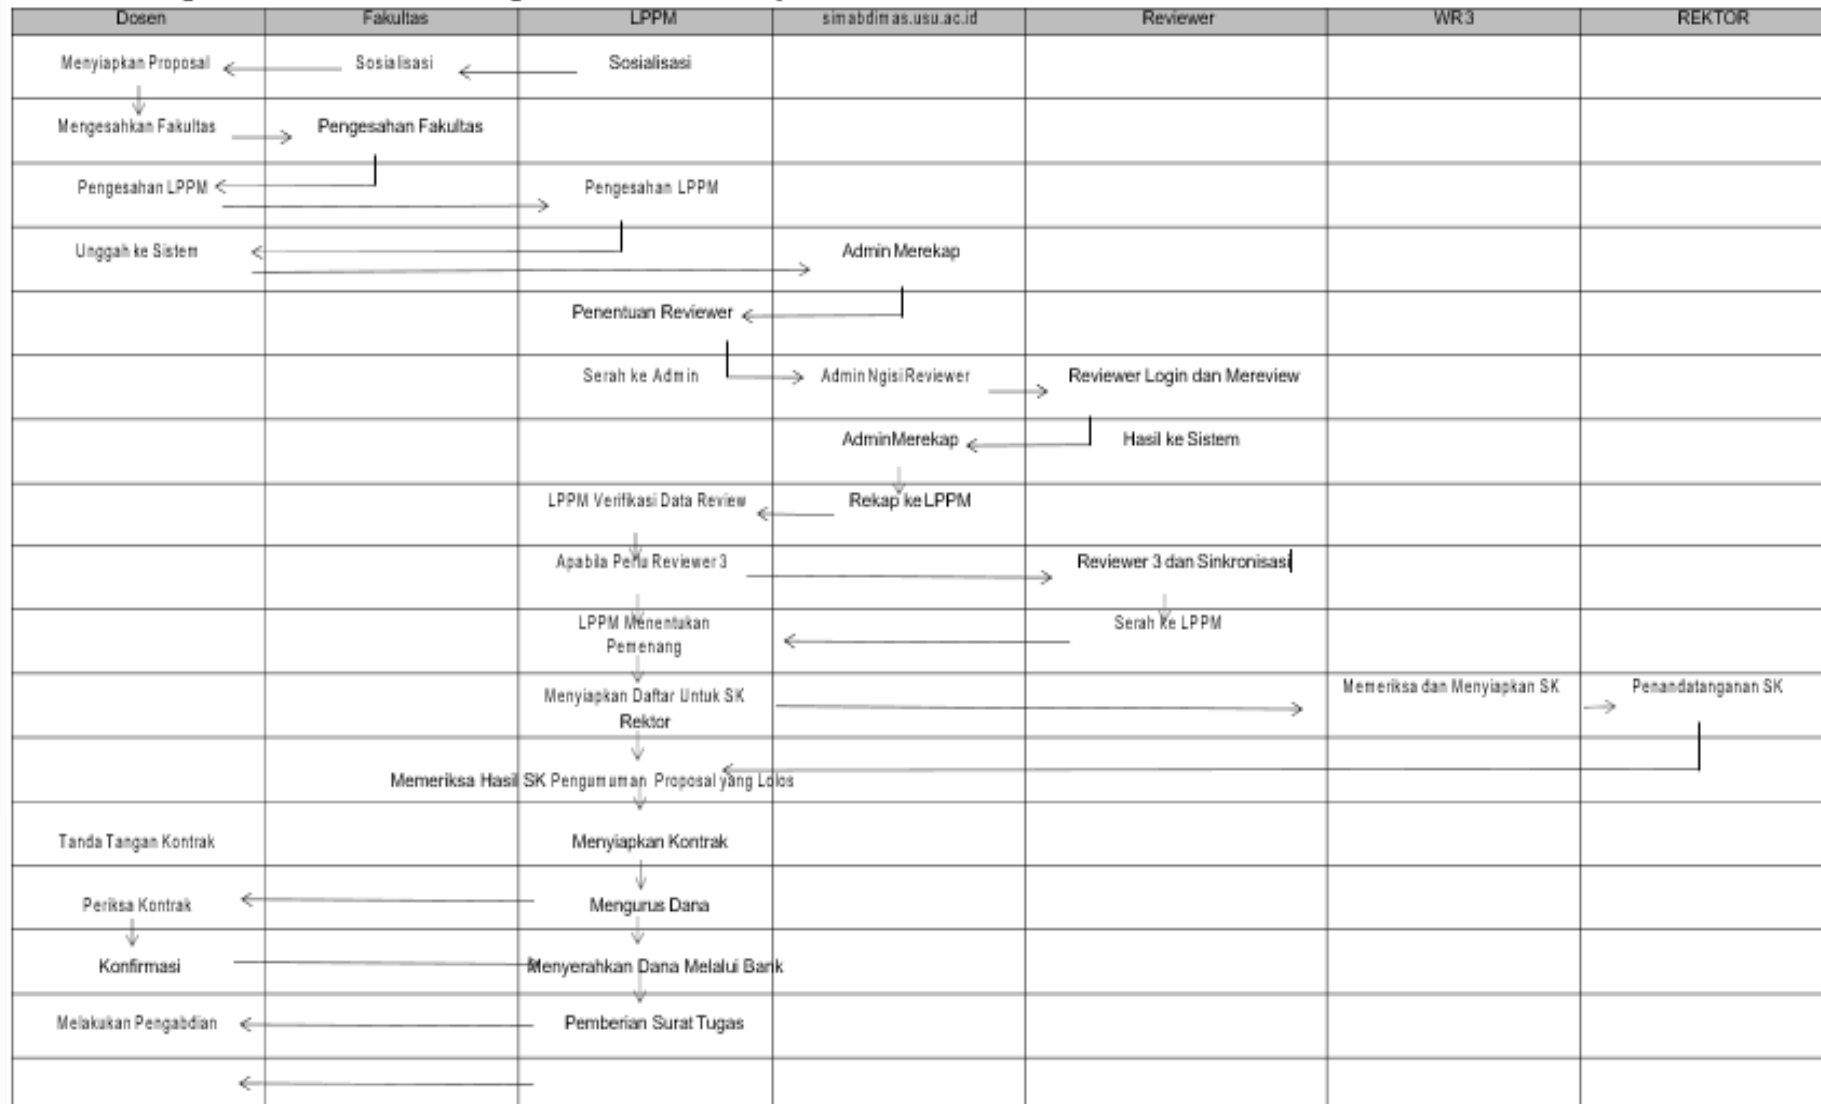 Dosen Fakultas LPPM simabdimas.usu.ac.id Reviewer WR3 REKTOR
Menyiapkan Proposal Sosialisasi Sosialisasi
Mengesahkan Fakultas Pengesahan Fakultas
Pengesahan LPPM Pengesahan LPPM
Unggah ke Sistem Admin Merekap
Penentuan Reviewer
Serah ke Admin Admin Ngisi Reviewer Reviewer Login dan Mereview
AdminMerekap Hasil ke Sistem
LPPM Verifikasi Data Review Rekap ke LPPM
Apabila Perlu Reviewer 3 Reviewer 3 dan Sinkronisasi
LPPM Menentukan Serah ke LPPM
Pemenang
Menyiapkan Daftar Untuk SK Memeriksa dan Menyiapkan SK Penandatanganan SK
Rektor
Memeriksa Hasil SK Pengumuman Proposal yang Lolos
Tanda Tangan Kontrak Menyiapkan Kontrak
Periksa Kontrak Mengurus Dana
Konfirmasi Menyerahkan Dana Melalui Bank
Melakukan Pengabdian Pemberian Surat Tugas